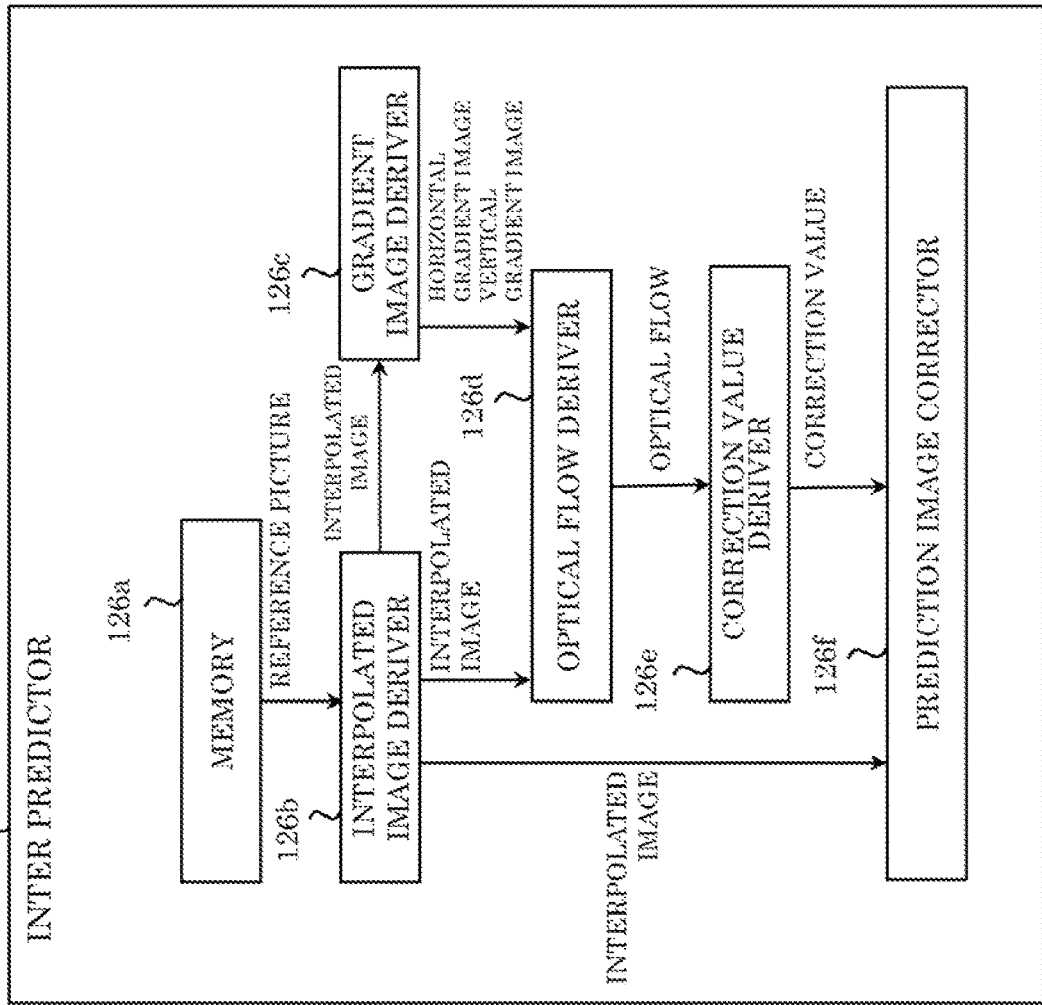 INTER PREDICTOR
126a
MEMORY
REFERENCE PICTURE
126b
INTERPOLATED
IMAGE DERIVER
INTERPOLATED
IMAGE
126c
GRADIENT
IMAGE DERIVER
HORIZONTAL
GRADIENT IMAGE
VERTICAL
GRADIENT IMAGE
INTERPOLATED
IMAGE
126d
OPTICAL FLOW DERIVER
OPTICAL FLOW
126e
CORRECTION VALUE
DERIVER
CORRECTION VALUE
INTERPOLATED
IMAGE
126f
PREDICTION IMAGE CORRECTOR